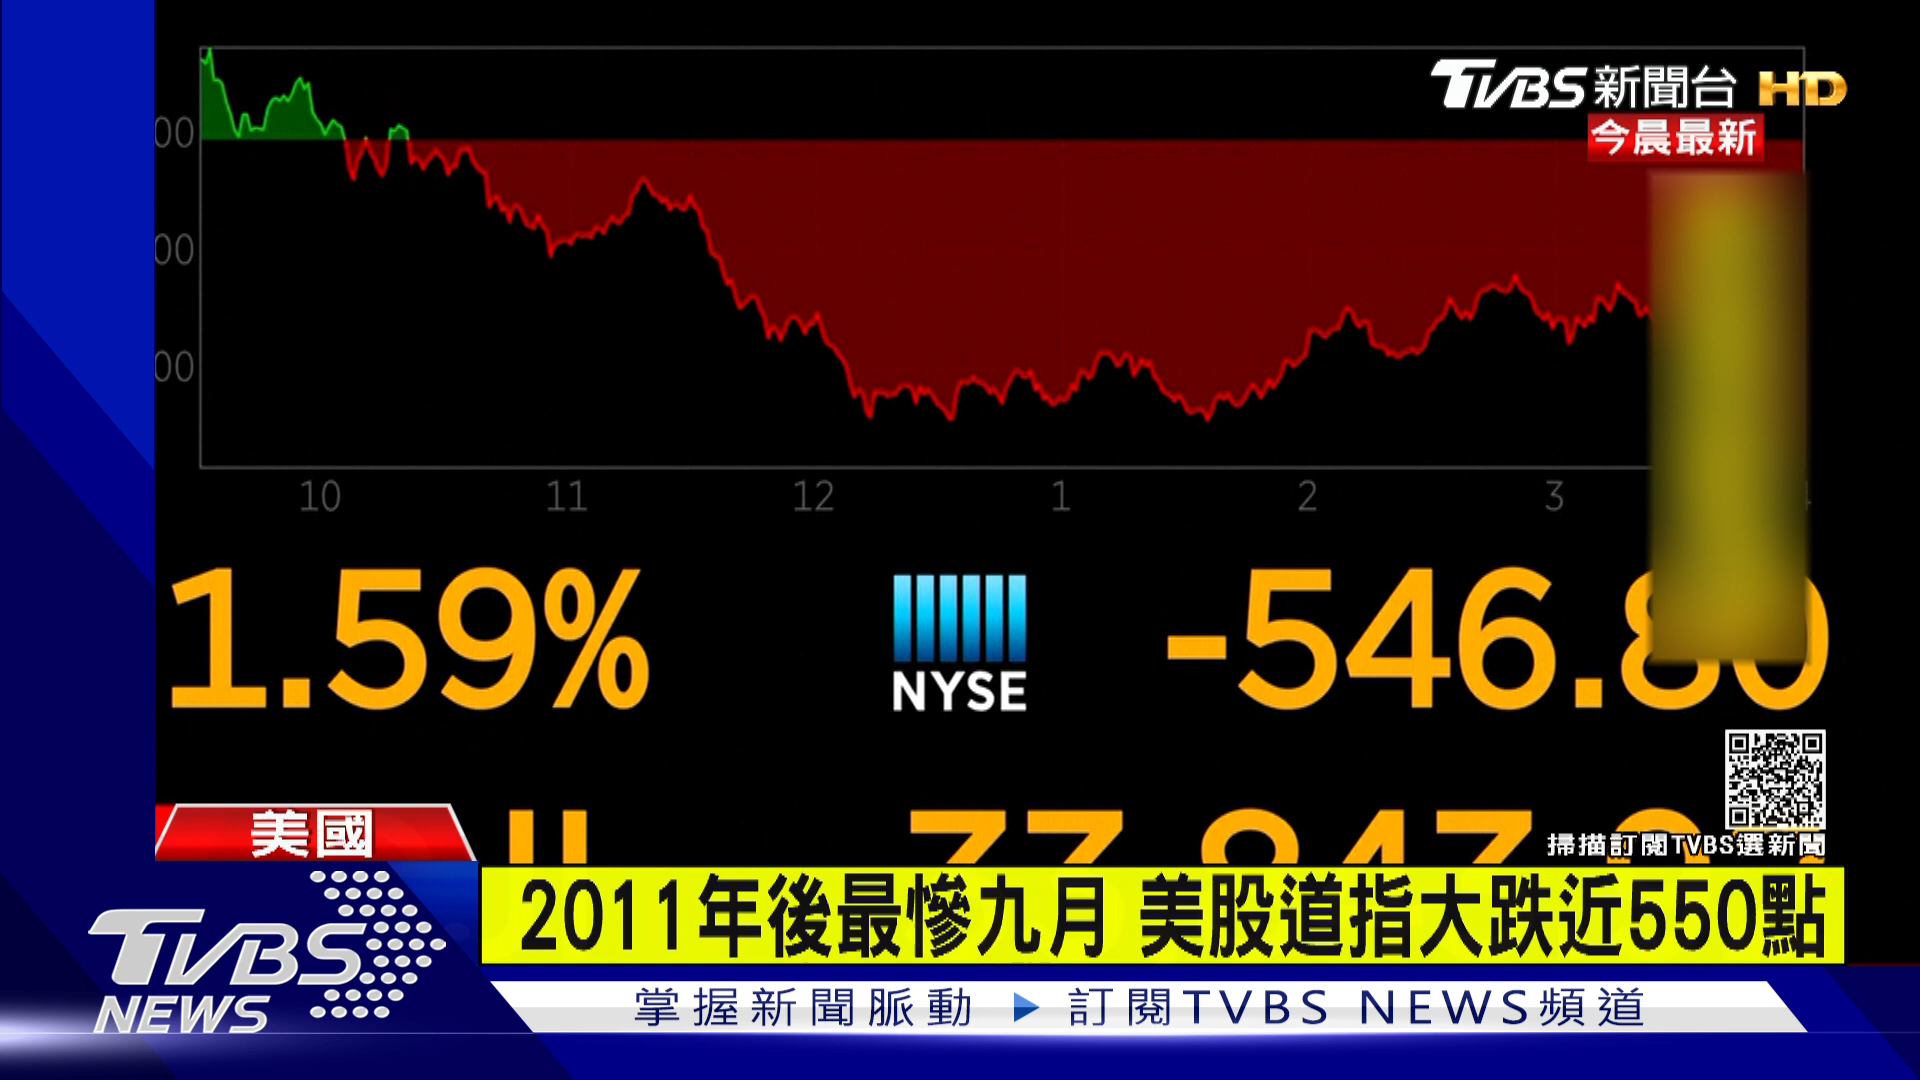 TVBS新聞台 HD
今晨最新
00
00
00
10 11 12 1 2 3 4
1.59%
NYSE
-546.80
掃描訂閱TVBS選新聞
美國
2011年後最慘九月 美股道指大跌近550點
TVBS
NEWS
掌握新聞脈動 ▶ 訂閱TVBS NEWS頻道